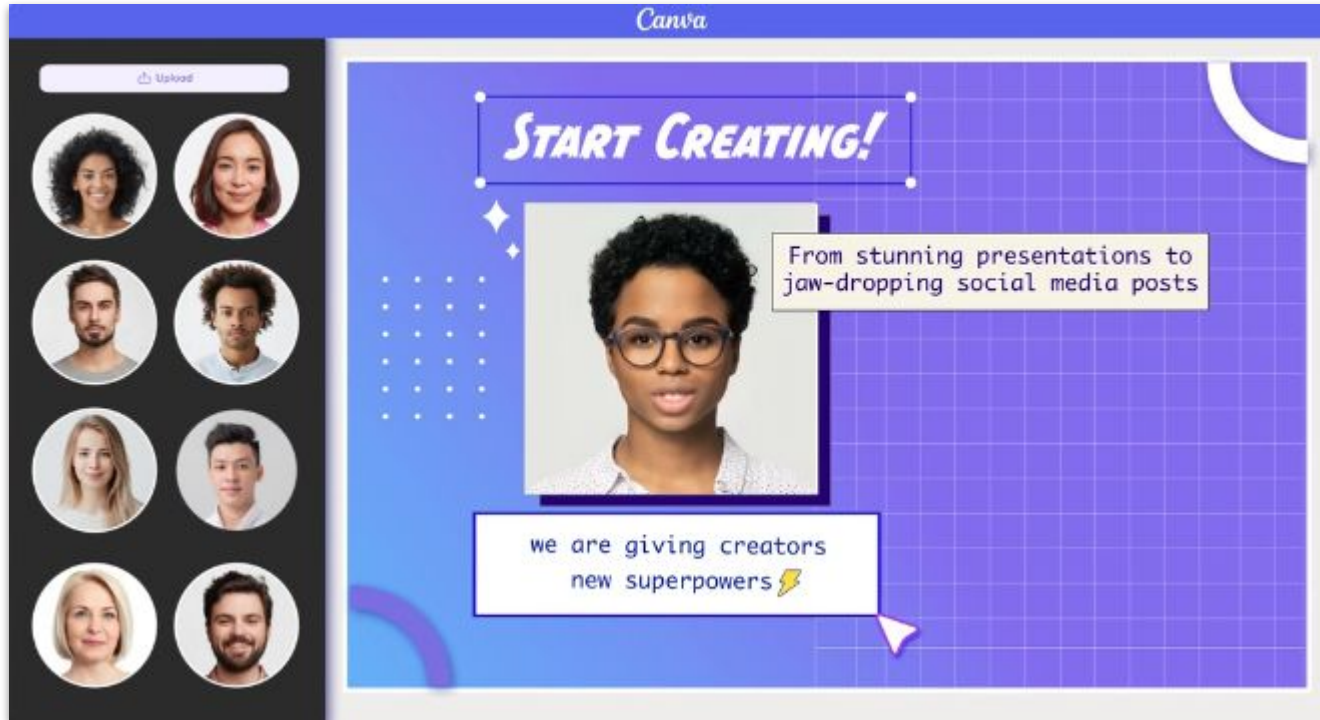 Canva
Upload
START CREATING!
From stunning presentations to
jaw-dropping social media posts
we are giving creators
new superpowers⚡